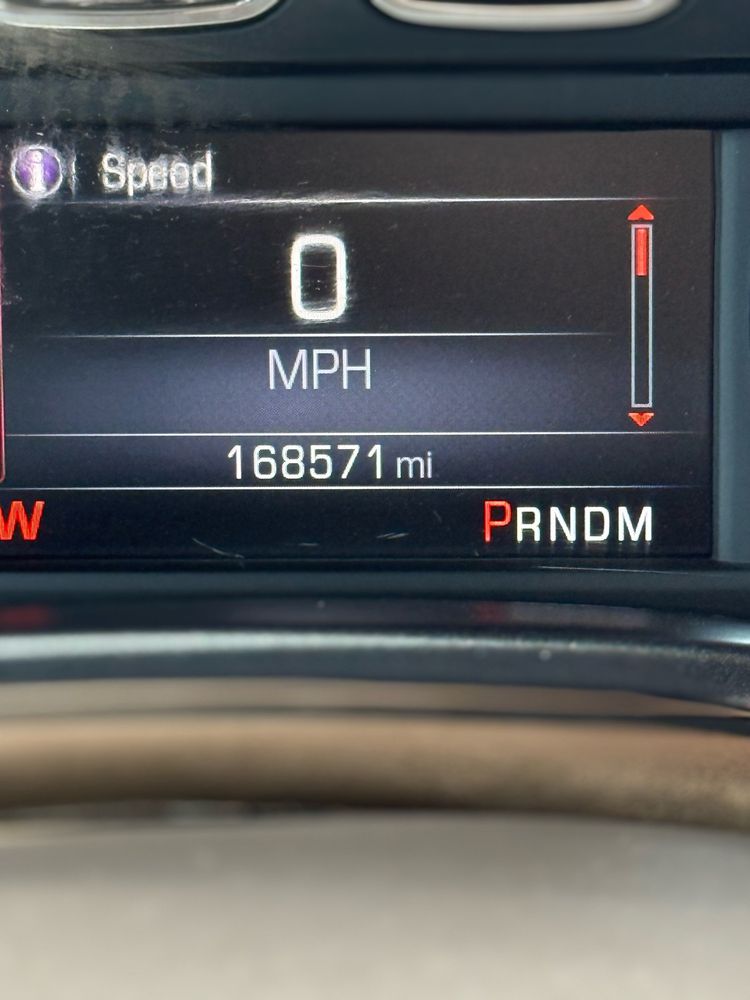 i Speed
0
MPH
168571 mi
W PRNDM